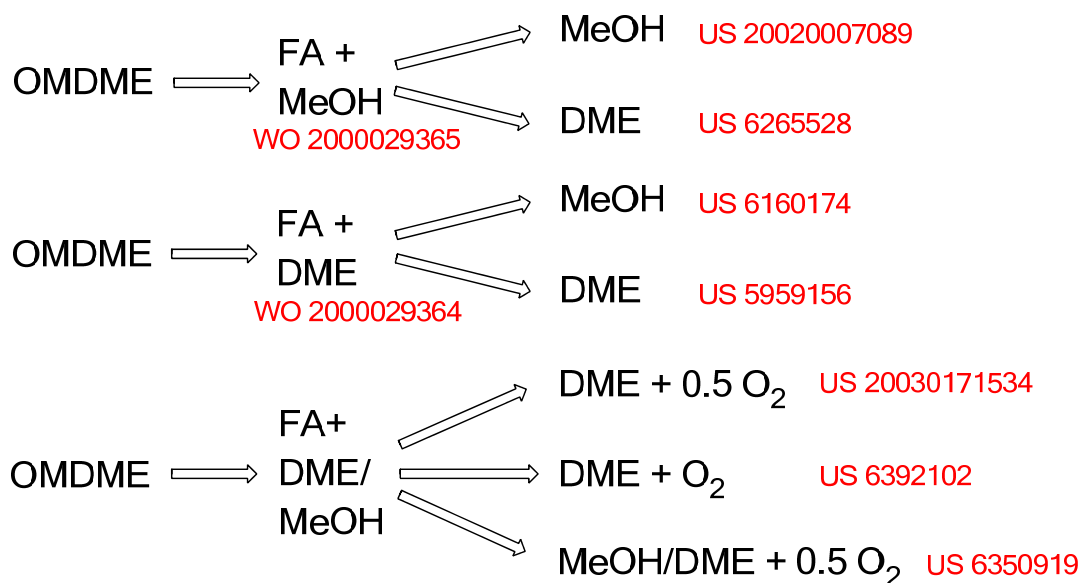 OMDME
FA +
MeOH
WO 2000029365
MeOH US 20020007089
DME US 6265528
OMDME
FA +
DME
WO 2000029364
MeOH US 6160174
DME US 5959156
OMDME
FA+
DME/
MeOH
DME + 0.5 O₂ US 20030171534
DME + O₂ US 6392102
MeOH/DME + 0.5 O₂ US 6350919